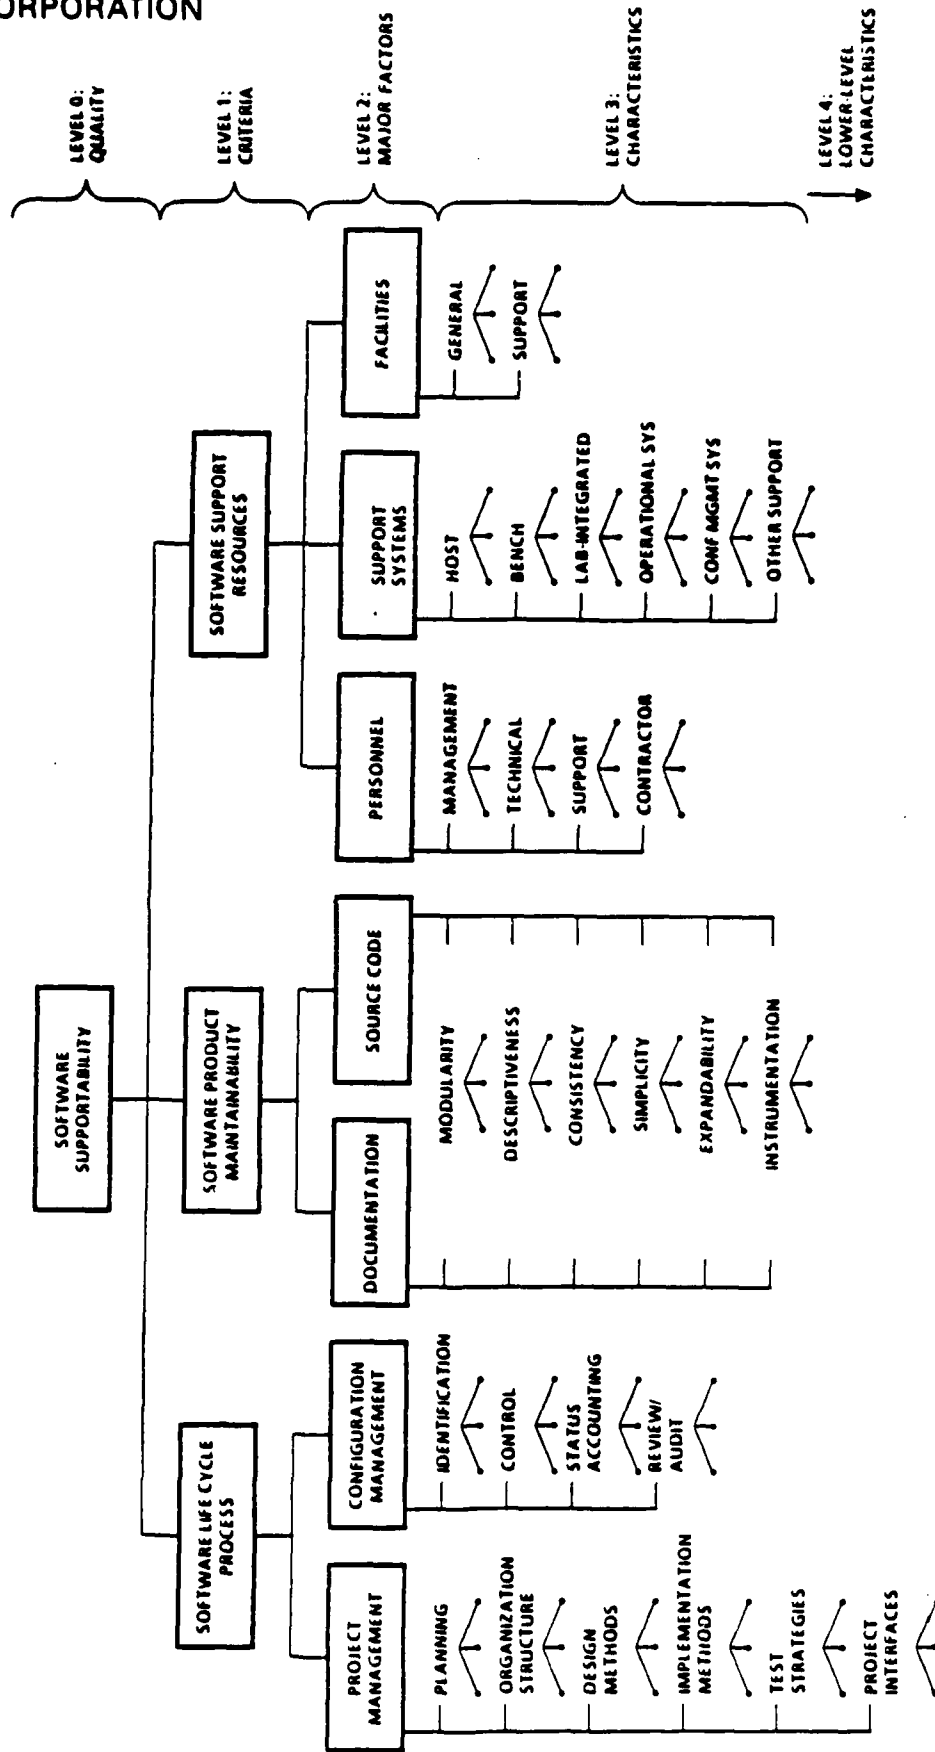 ORPORATION
SOFTWARE
SUPPORTABILITY
LEVEL 0:
QUALITY
SOFTWARE LIFE CYCLE
PROCESS
SOFTWARE PRODUCT
MAINTAINABILITY
SOFTWARE SUPPORT
RESOURCES
LEVEL 1:
CRITERIA
PROJECT
MANAGEMENT
CONFIGURATION
MANAGEMENT
DOCUMENTATION
SOURCE CODE
PERSONNEL
SUPPORT
SYSTEMS
FACILITIES
LEVEL 2:
MAJOR FACTORS
PLANNING
ORGANIZATION
STRUCTURE
DESIGN
METHODS
IMPLEMENTATION
METHODS
TEST
STRATEGIES
PROJECT
INTERFACES
IDENTIFICATION
CONTROL
STATUS
ACCOUNTING
REVIEW/
AUDIT
MODULARITY
DESCRIPTIVENESS
CONSISTENCY
SIMPLICITY
EXPANDABILITY
INSTRUMENTATION
MANAGEMENT
TECHNICAL
SUPPORT
CONTRACTOR
HOST
BENCH
LAB-INTEGRATED
OPERATIONAL SYS
CONF MGMT SYS
OTHER SUPPORT
GENERAL
SUPPORT
LEVEL 3:
CHARACTERISTICS
LEVEL 4:
LOWER-LEVEL
CHARACTERISTICS